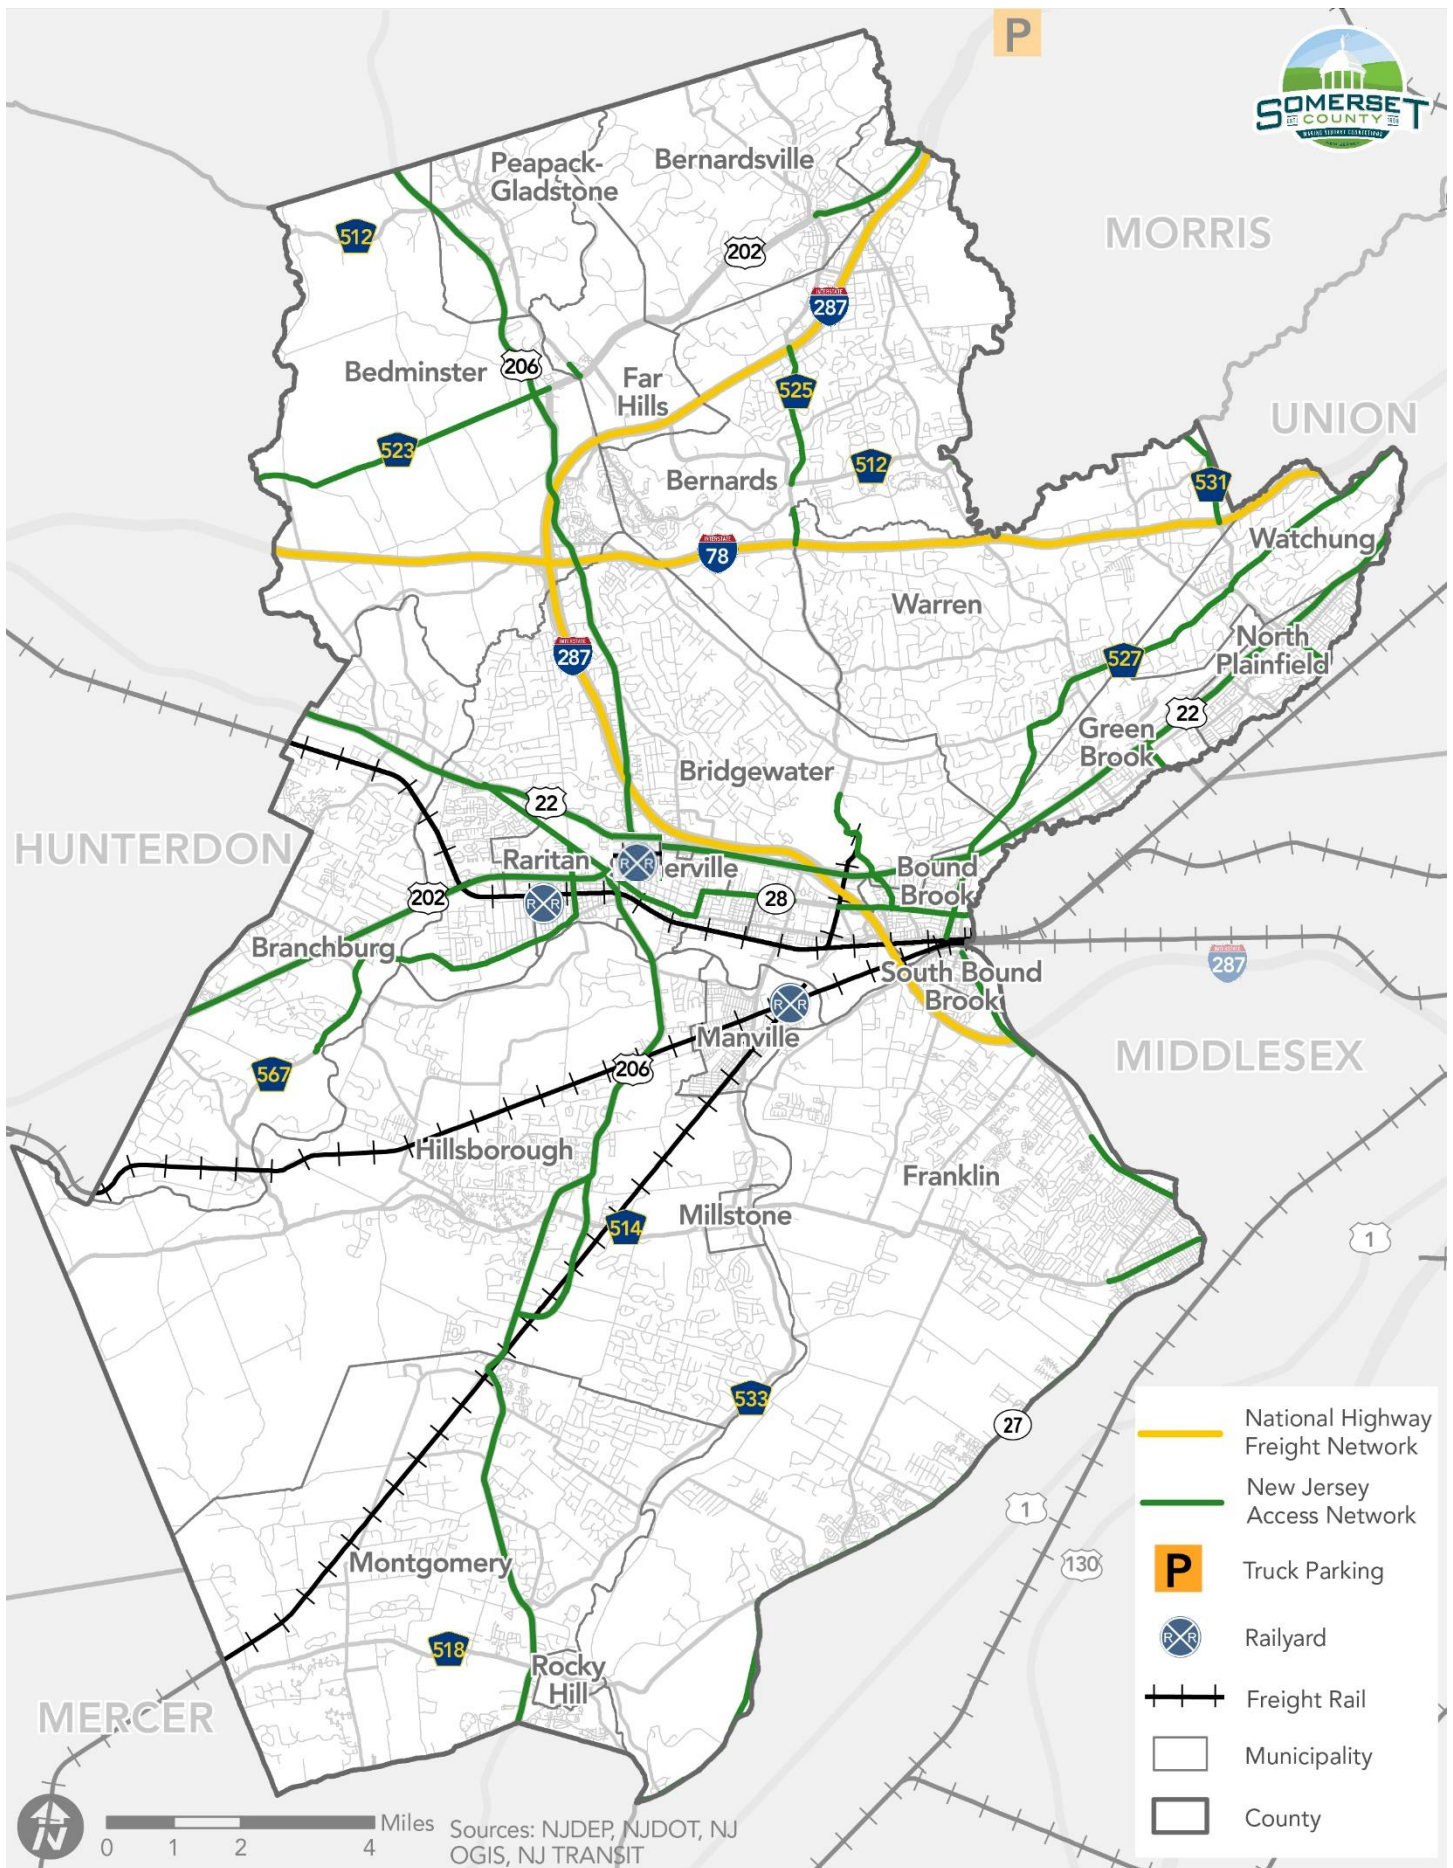 P
SOMERSET
COUNTY
Peapack-
Gladstone
Bernardsville
MORRIS
512
202
INTERSTATE
287
206
Bedminster
Far
Hills
525
UNION
523
Bernards
512
531
INTERSTATE
78
Watchung
Warren
North
Plainfield
INTERSTATE
287
527
22
Green
Brook
Bridgewater
22
HUNTERDON
Raritan
R R
erville
Bound
Brook
202
R R
28
Branchburg
South Bound
Brook
INTERSTATE
287
R R
Manville
MIDDLESEX
567
206
Hillsborough
Franklin
514
Millstone
1
533
27
1
130
Montgomery
518
Rocky
Hill
MERCER
National Highway
Freight Network
New Jersey
Access Network
P
Truck Parking
R R
Railyard
Freight Rail
Municipality
County
N
0 1 2 4 Miles
Sources: NJDEP, NJDOT, NJ
OGIS, NJ TRANSIT